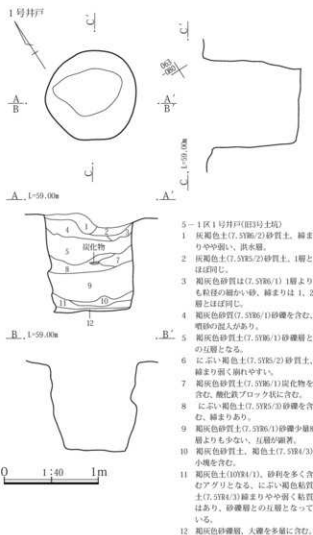 1号井戸
C'
C'
063
-080
A
B
A'
B'
C
C L=59.00m
A L=59.00m
A'
4
1
2
3
炭化物
5
7
8
9
11
10
12
B L=59.00m
B'
0 1:40 1m
5－1区1号井戸(旧3号土坑)
1 灰褐色土(7.5YR6/2)砂質土、締ま
りやや弱い、洪水層。
2 灰褐色土(7.5YR5/2)砂質土、1層と
ほぼ同じ。
3 褐灰色砂質は(7.5YR6/1) 1層より
も粒径の細かい砂、締まりは 1、2
層とほぼ同じ。
4 褐灰色砂質(7.5YR6/1)砂礫を含む、
噴砂の混入があり。
5 褐灰色砂質土(7.5YR6/1)砂礫層と
の互層となる。
6 にぶい褐色土(7.5YR5/2)砂質土、
締まり弱く崩れやすい。
7 褐灰色砂質土(7.5YR6/1)炭化物を
含む、酸化鉄ブロック状に含む。
8 にぶい褐色土(7.5YR5/3)砂礫を含
む、締まりあり。
9 褐灰色砂質土(7.5YR6/1)砂礫少量8
層よりも少ない、互層が顕著。
10 褐灰色砂質土、褐色土(7.5YR4/3)
小塊を含む。
11 褐灰色土(10YR4/1)、砂利を多く含
むアグリとなる、にぶい褐色粘質
土(7.5YR4/3)締まりやや弱く粘質
はあり、砂礫層との互層となって
いる。
12 褐灰色砂礫層、大礫を多量に含む。